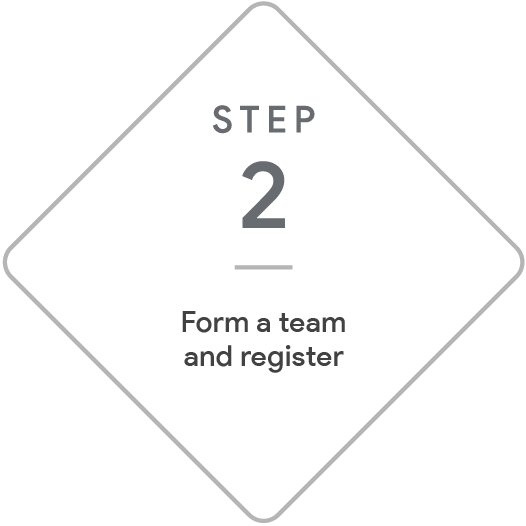 STEP
2
Form a team
and register